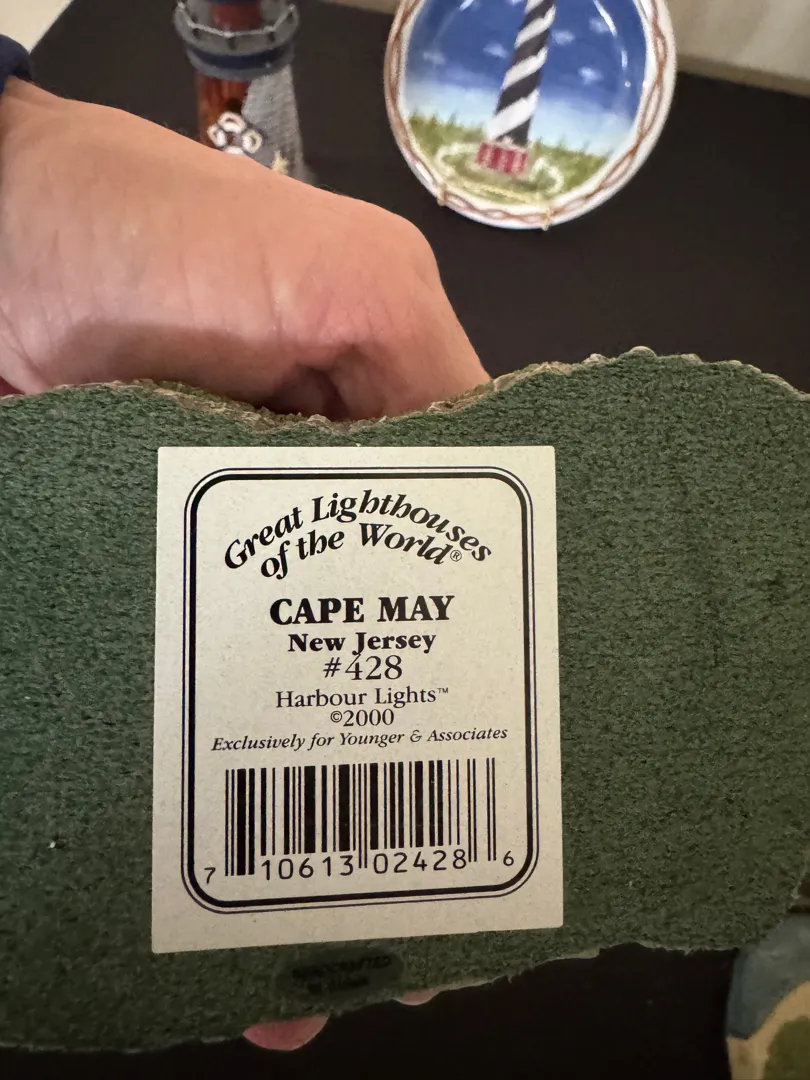 Great Lighthouses
of the World®
CAPE MAY
New Jersey
#428
Harbour Lights™
©2000
Exclusively for Younger & Associates
7 10613 02428 6
HANDCRAFTED